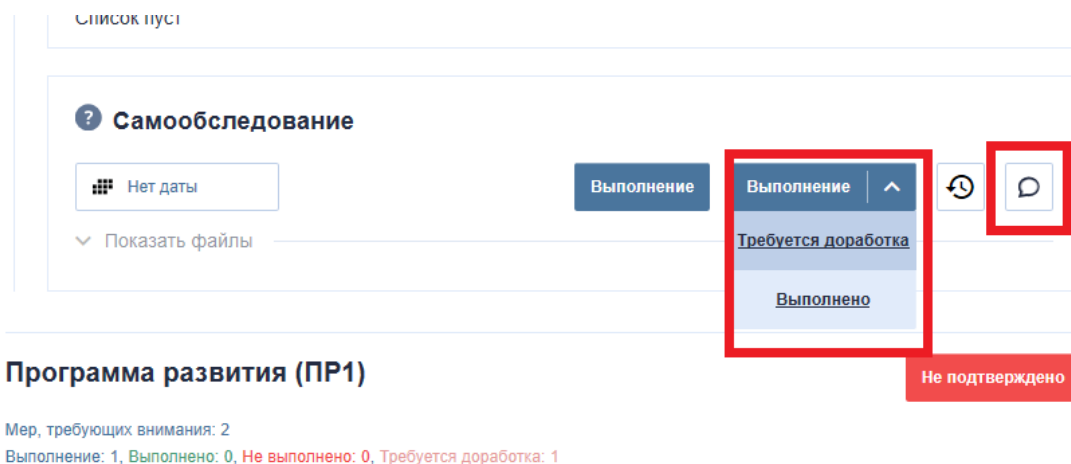 Список пуст
? Самообследование
Нет даты
Выполнение
Выполнение
Показать файлы
Требуется доработка
Выполнено
Программа развития (ПР1)
Не подтверждено
Мер, требующих внимания: 2
Выполнение: 1, Выполнено: 0, Не выполнено: 0, Требуется доработка: 1